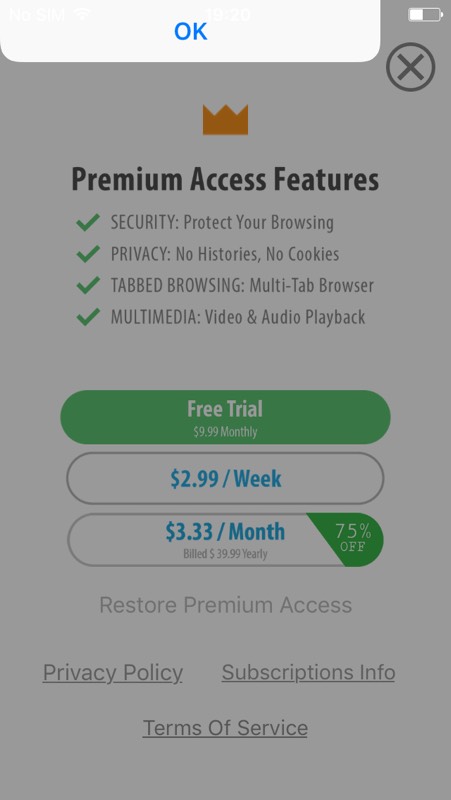 No SIM 19:20
OK
Premium Access Features
SECURITY: Protect Your Browsing
PRIVACY: No Histories, No Cookies
TABBED BROWSING: Multi-Tab Browser
MULTIMEDIA: Video & Audio Playback
Free Trial
$9.99 Monthly
$2.99 / Week
$3.33 / Month
Billed $ 39.99 Yearly
75%
OFF
Restore Premium Access
Privacy Policy Subscriptions Info
Terms Of Service